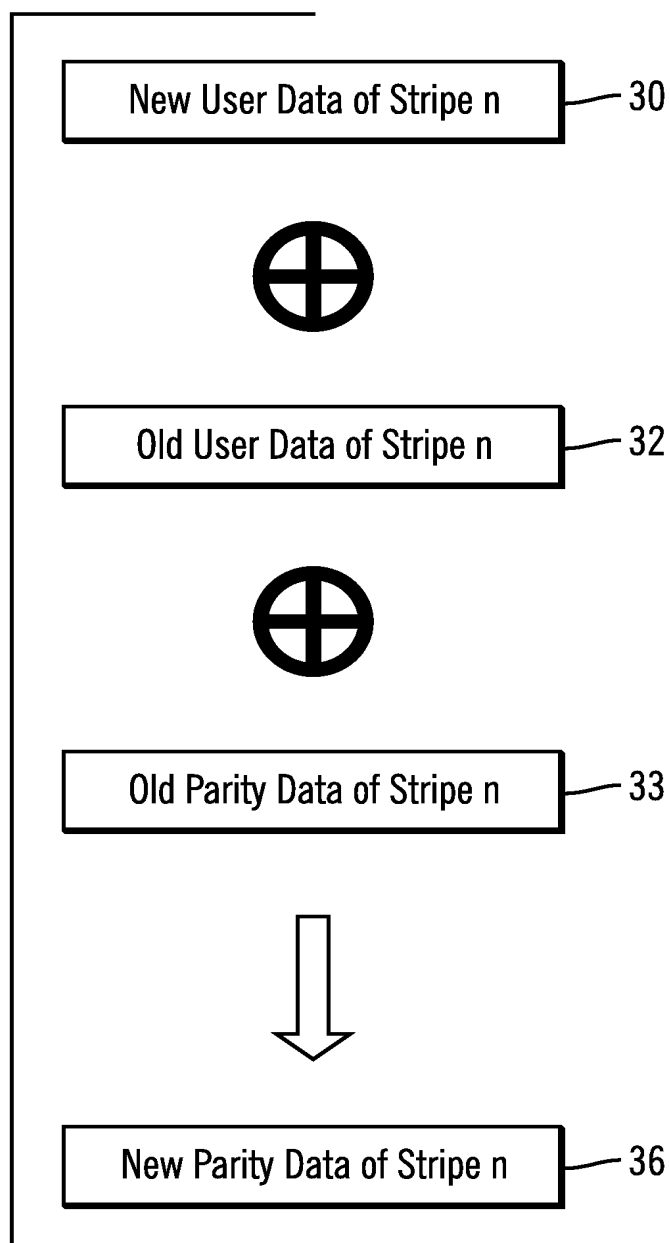 New User Data of Stripe n
30
Old User Data of Stripe n
32
Old Parity Data of Stripe n
33
New Parity Data of Stripe n
36